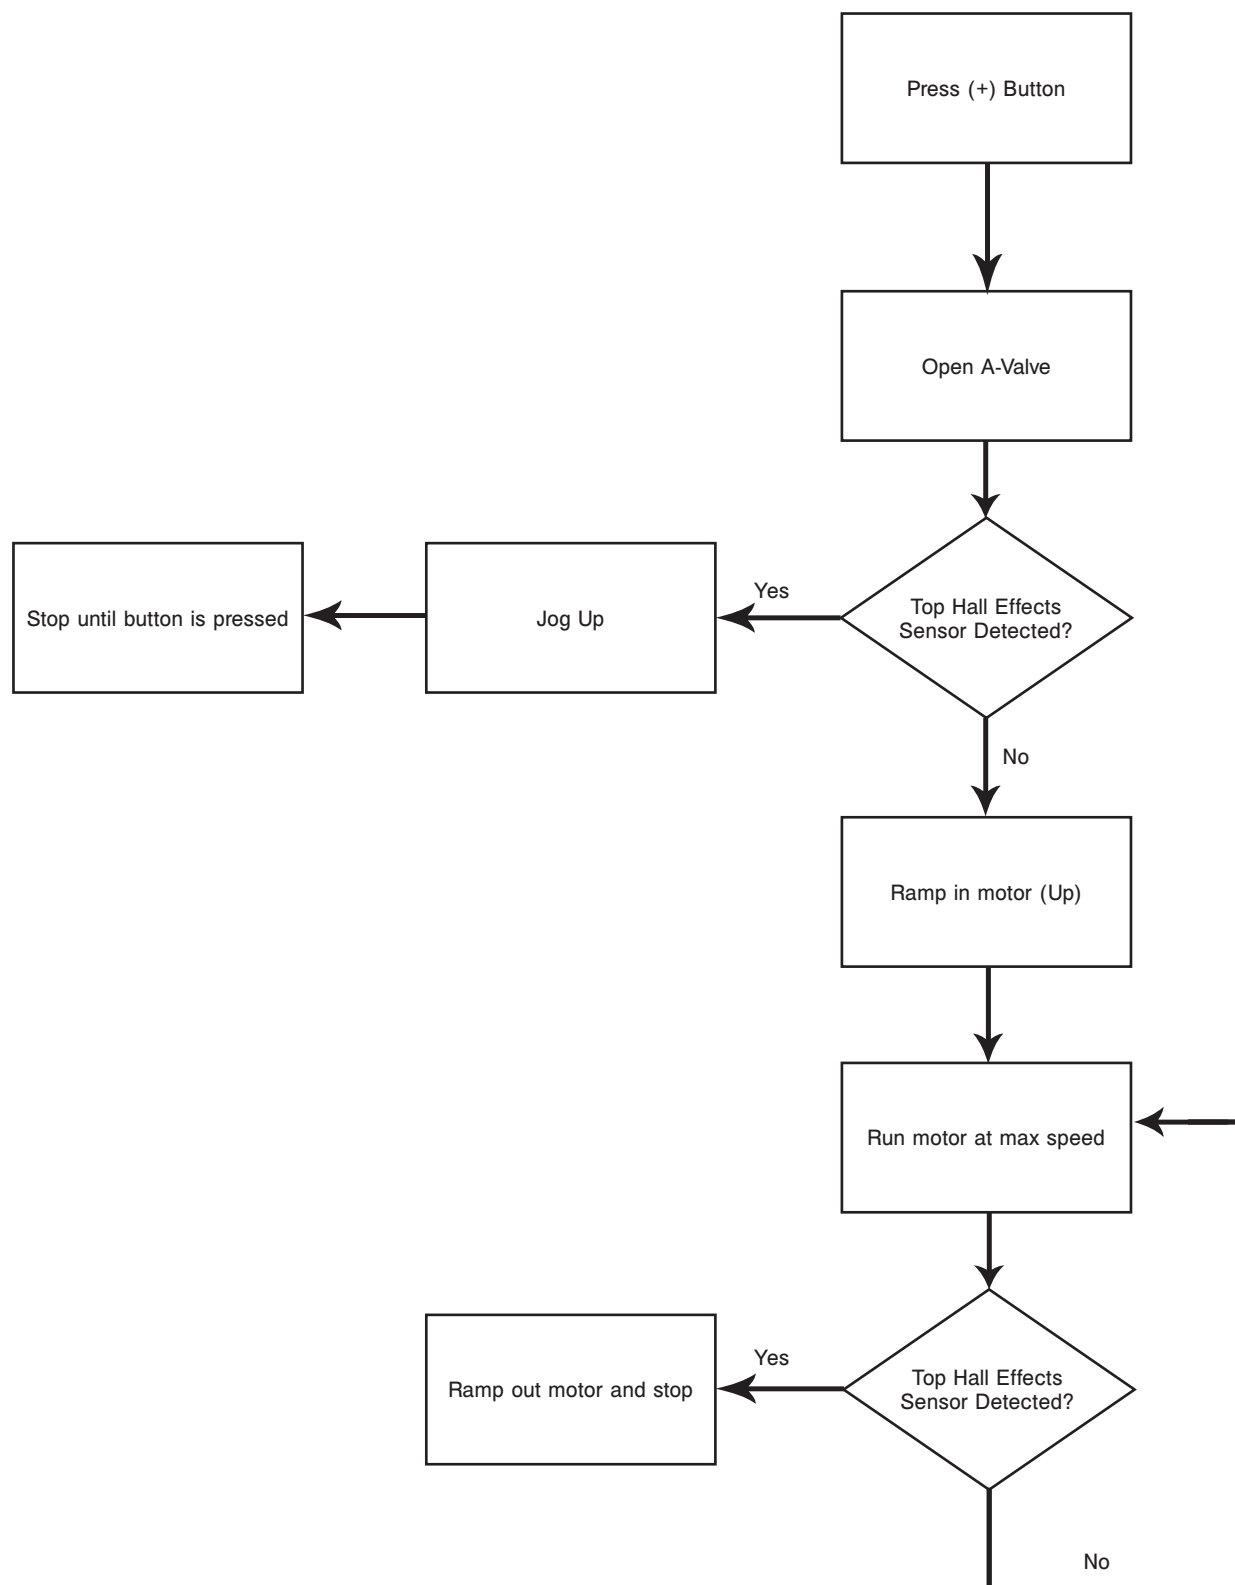 Press (+) Button
Open A-Valve
Top Hall Effects
Sensor Detected?
Yes
Jog Up
Stop until button is pressed
No
Ramp in motor (Up)
Run motor at max speed
Top Hall Effects
Sensor Detected?
Yes
Ramp out motor and stop
No